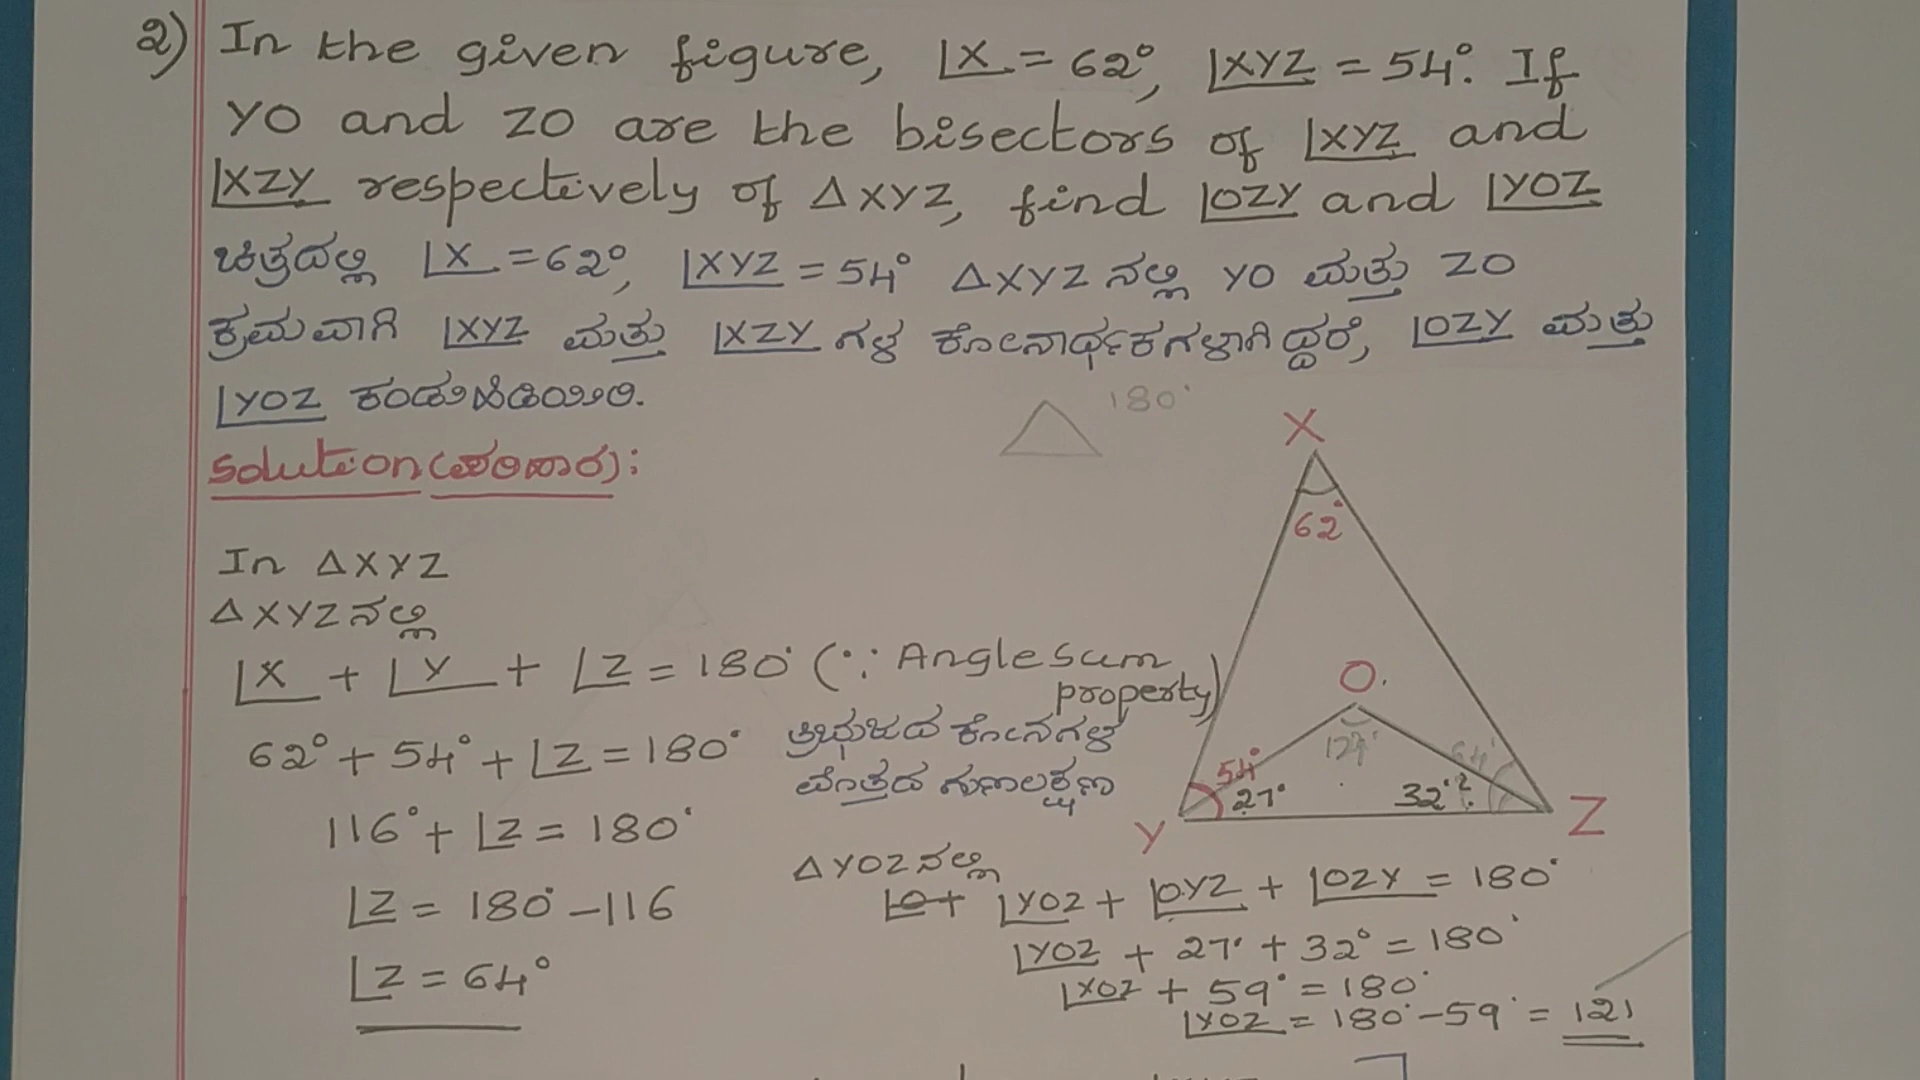 2) In the given figure, ∠X = 62°, ∠XYZ = 54°. If
YO and ZO are the bisectors of ∠XYZ and
∠XZY respectively of ΔXYZ, find ∠OZY and ∠YOZ
ಚಿತ್ರದಲ್ಲಿ ∠X = 62°, ∠XYZ = 54° ΔXYZ ನಲ್ಲಿ YO ಮತ್ತು ZO
ಕ್ರಮವಾಗಿ ∠XYZ ಮತ್ತು ∠XZY ಗಳ ಕೋನಾರ್ಧಕಗಳಾಗಿದ್ದರೆ, ∠OZY ಮತ್ತು
∠YOZ ಕಂಡುಹಿಡಿಯಿರಿ.
180°
Solution(ಪರಿಹಾರ):
X
62°
In ΔXYZ
ΔXYZ ನಲ್ಲಿ
∠X + ∠Y + ∠Z = 180° (∵ Angle sum
property)
O.
62° + 54° + ∠Z = 180°
ತ್ರಿಭುಜದ ಕೋನಗಳ
ಮೊತ್ತದ ಗುಣಲಕ್ಷಣ
54° 64°
27° 32° ?
Y Z
116° + ∠Z = 180°
∠Z = 180° - 116
∠Z = 64°
ΔYOZ ನಲ್ಲಿ
∠YOZ + ∠OYZ + ∠OZY = 180°
∠YOZ + 27° + 32° = 180°
∠YOZ + 59° = 180°
∠YOZ = 180° - 59° = 121